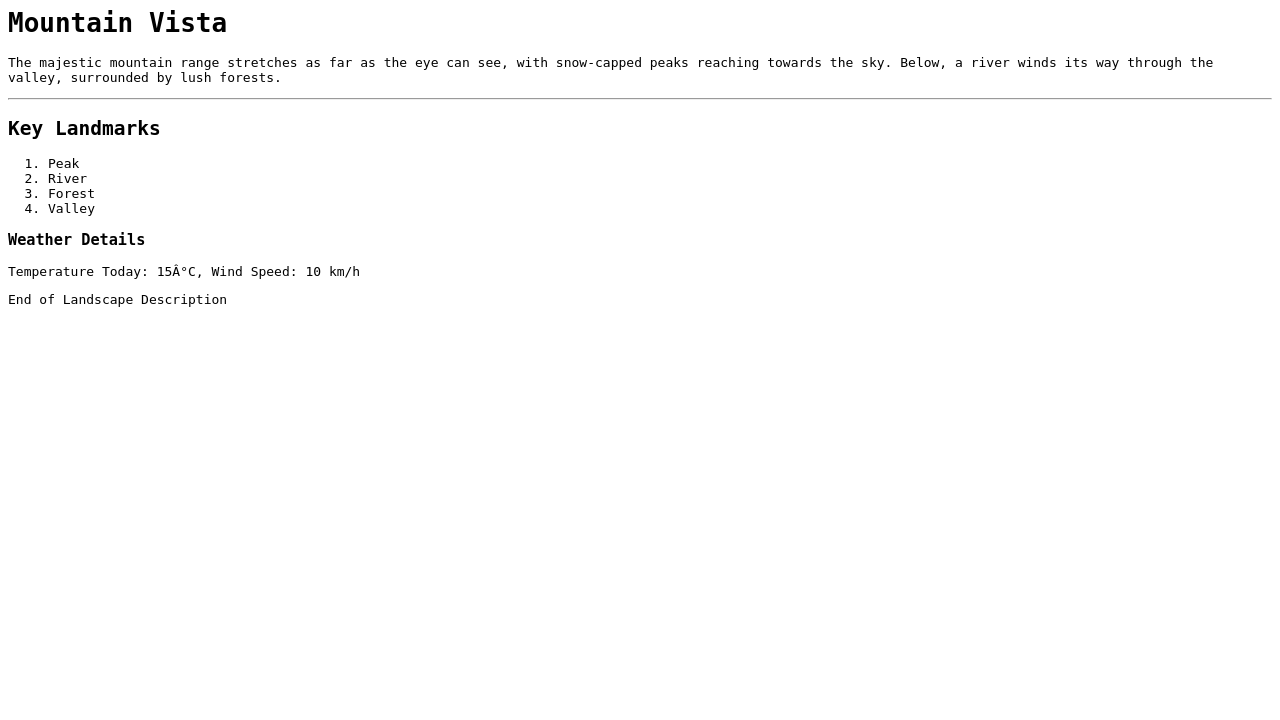 Mountain Vista
The majestic mountain range stretches as far as the eye can see, with snow-capped peaks reaching towards the sky. Below, a river winds its way through the
valley, surrounded by lush forests.
Key Landmarks
1. Peak
2. River
3. Forest
4. Valley
Weather Details
Temperature Today: 15Â°C, Wind Speed: 10 km/h
End of Landscape Description